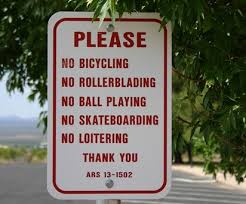 PLEASE
NO BICYCLING
NO ROLLERBLADING
NO BALL PLAYING
NO SKATEBOARDING
NO LOITERING
THANK YOU
ARS 13-1502